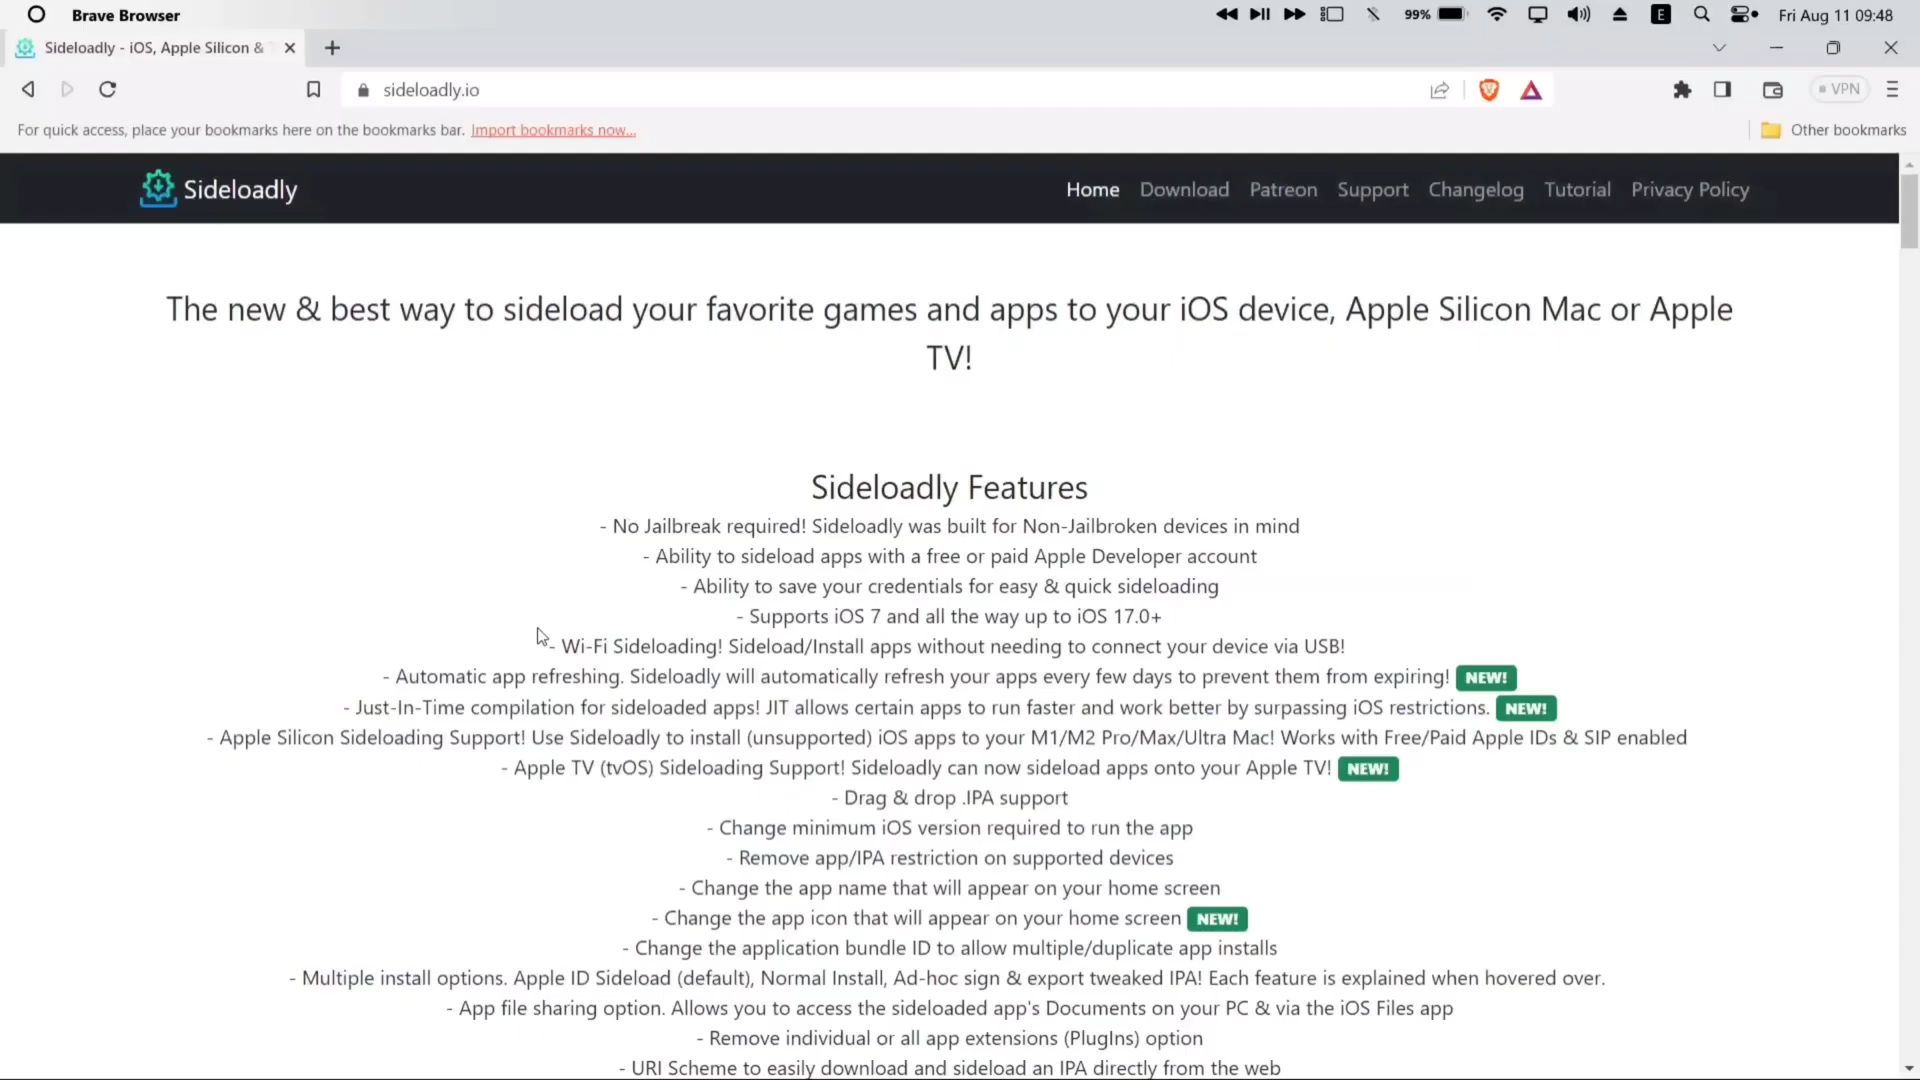 Brave Browser
99%
E
Fri Aug 11 09:48
Sideloadly - iOS, Apple Silicon &
sideloadly.io
VPN
For quick access, place your bookmarks here on the bookmarks bar. Import bookmarks now...
Other bookmarks
Sideloadly
Home Download Patreon Support Changelog Tutorial Privacy Policy
The new & best way to sideload your favorite games and apps to your iOS device, Apple Silicon Mac or Apple
TV!
Sideloadly Features
- No Jailbreak required! Sideloadly was built for Non-Jailbroken devices in mind
- Ability to sideload apps with a free or paid Apple Developer account
- Ability to save your credentials for easy & quick sideloading
- Supports iOS 7 and all the way up to iOS 17.0+
- Wi-Fi Sideloading! Sideload/Install apps without needing to connect your device via USB!
- Automatic app refreshing. Sideloadly will automatically refresh your apps every few days to prevent them from expiring! NEW!
- Just-In-Time compilation for sideloaded apps! JIT allows certain apps to run faster and work better by surpassing iOS restrictions. NEW!
- Apple Silicon Sideloading Support! Use Sideloadly to install (unsupported) iOS apps to your M1/M2 Pro/Max/Ultra Mac! Works with Free/Paid Apple IDs & SIP enabled
- Apple TV (tvOS) Sideloading Support! Sideloadly can now sideload apps onto your Apple TV! NEW!
- Drag & drop .IPA support
- Change minimum iOS version required to run the app
- Remove app/IPA restriction on supported devices
- Change the app name that will appear on your home screen
- Change the app icon that will appear on your home screen NEW!
- Change the application bundle ID to allow multiple/duplicate app installs
- Multiple install options. Apple ID Sideload (default), Normal Install, Ad-hoc sign & export tweaked IPA! Each feature is explained when hovered over.
- App file sharing option. Allows you to access the sideloaded app's Documents on your PC & via the iOS Files app
- Remove individual or all app extensions (PlugIns) option
- URI Scheme to easily download and sideload an IPA directly from the web